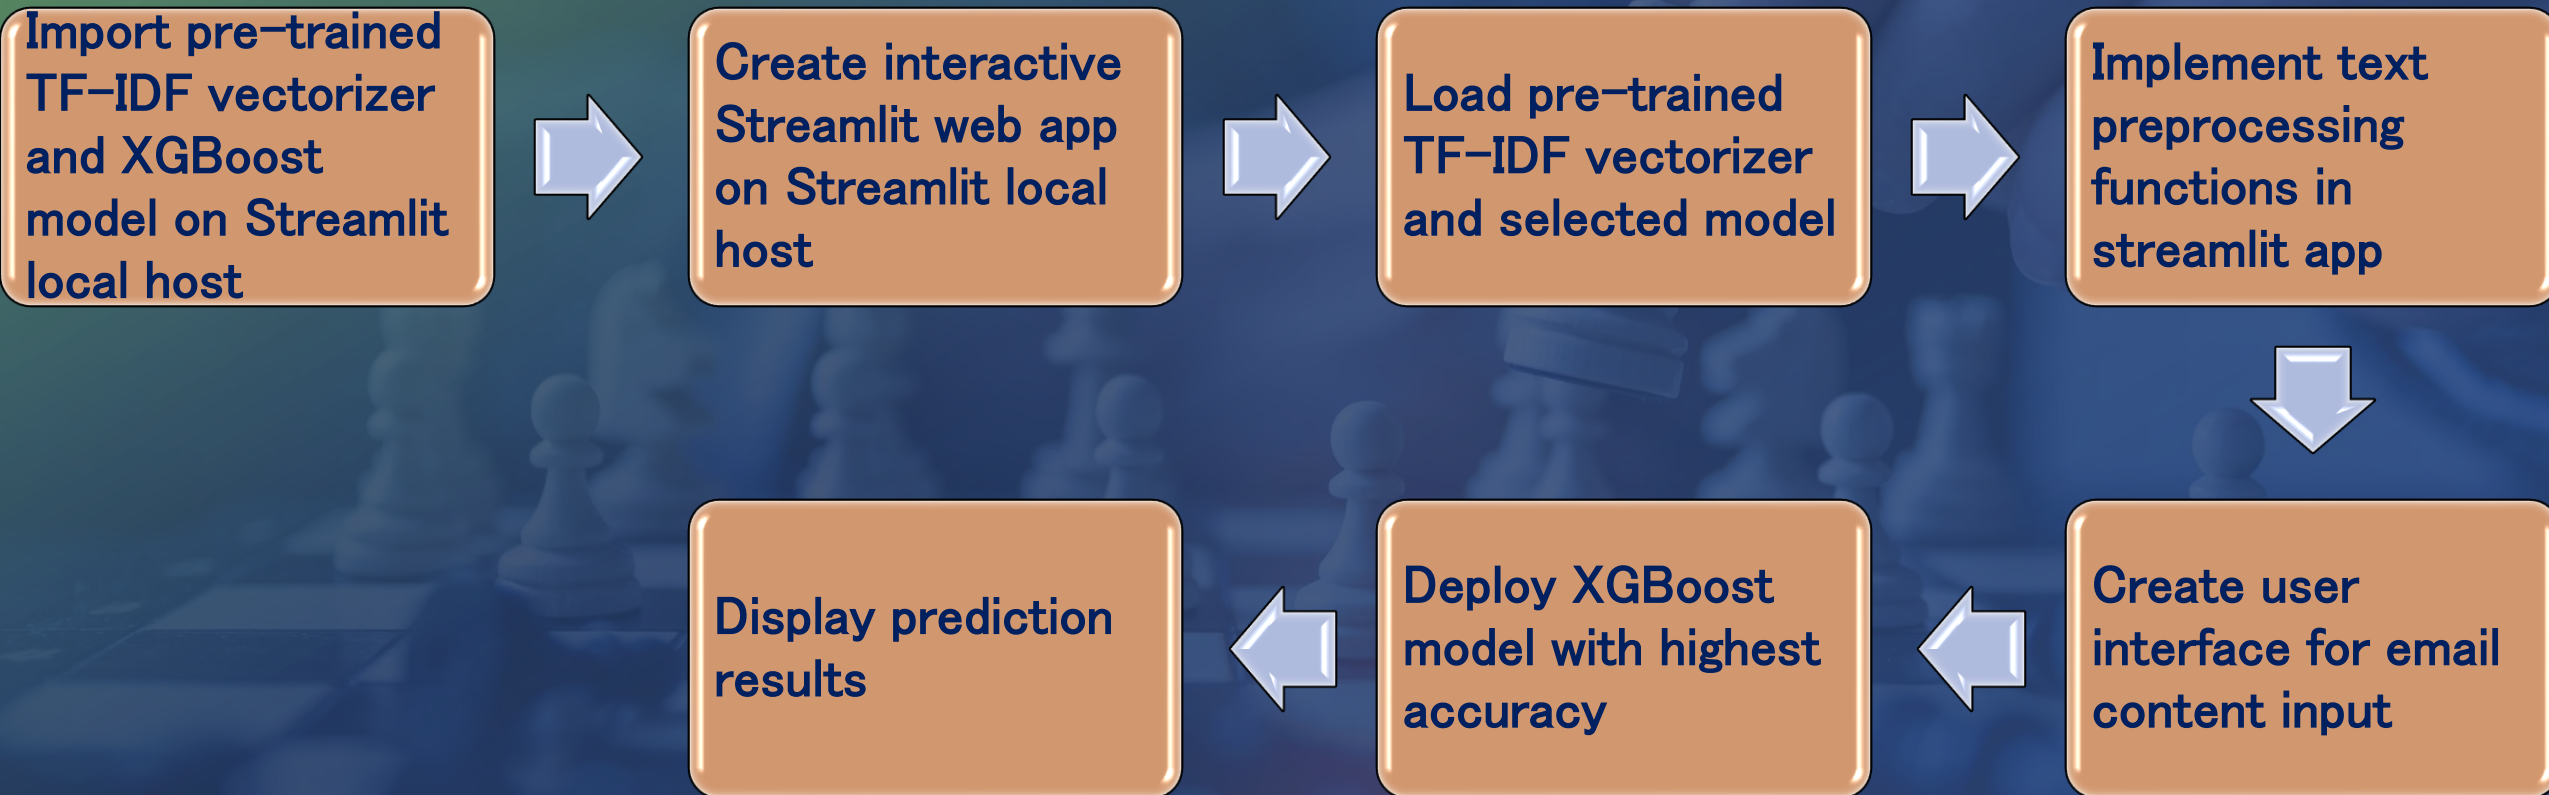 Import pre-trained
TF-IDF vectorizer
and XGBoost
model on Streamlit
local host
Create interactive
Streamlit web app
on Streamlit local
host
Load pre-trained
TF-IDF vectorizer
and selected model
Implement text
preprocessing
functions in
streamlit app
Create user
interface for email
content input
Deploy XGBoost
model with highest
accuracy
Display prediction
results